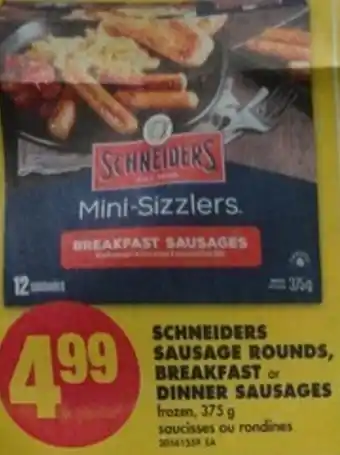 SCHNEIDERS
Mini-Sizzlers.
BREAKFAST SAUSAGES
12
375g
4.99
SCHNEIDERS
SAUSAGE ROUNDS,
BREAKFAST or
DINNER SAUSAGES
frozen, 375 g
saucisses ou rondines
EA